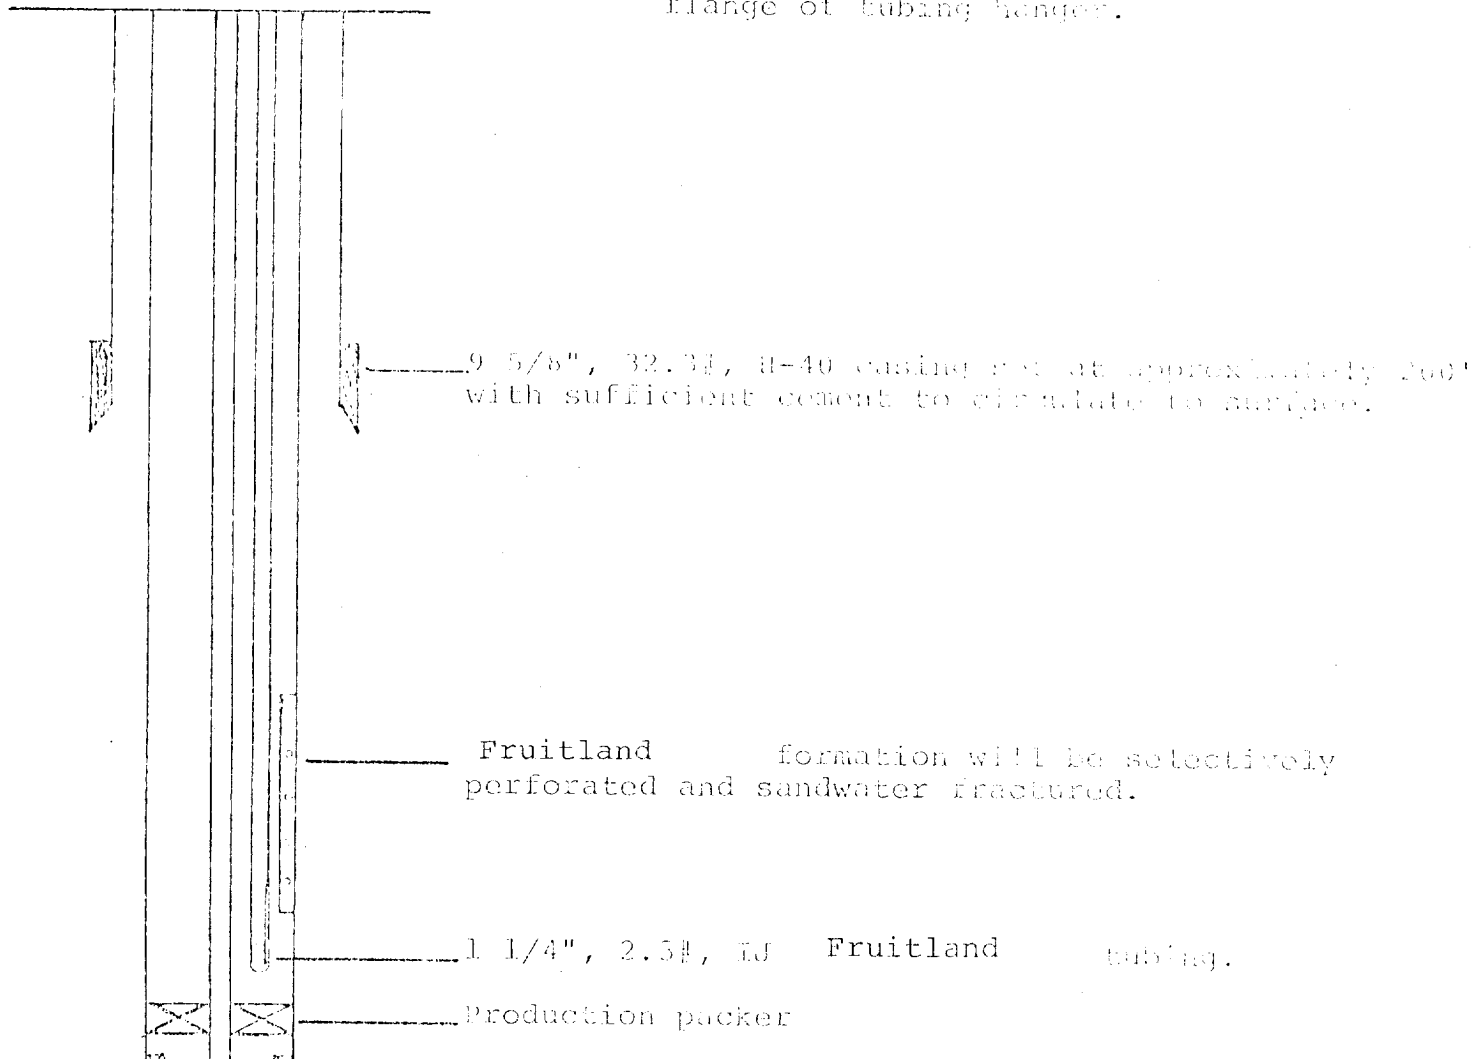 flange of tubing hanger.
9 5/8", 32.3#, H-40 casing set at approximately 200'
with sufficient cement to circulate to surface.
Fruitland formation will be selectively
perforated and sandwater fractured.
1 1/4", 2.3#, IJ Fruitland tubing.
Production packer